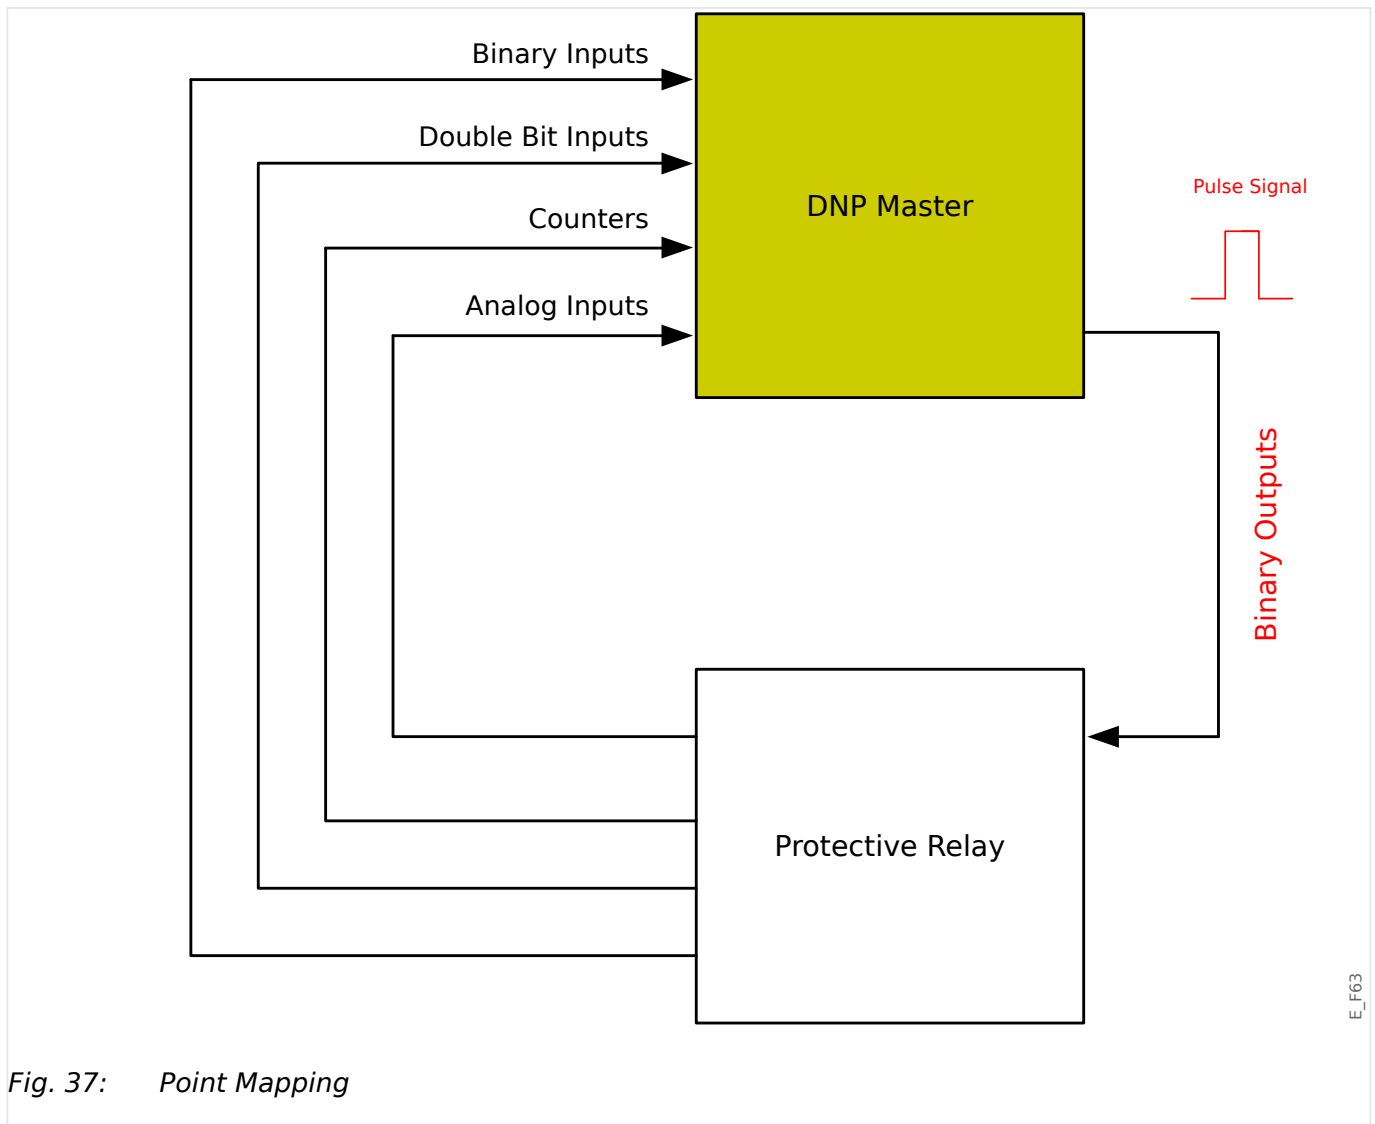 Binary Inputs
Double Bit Inputs
Counters
Analog Inputs
DNP Master
Pulse Signal
Binary Outputs
Protective Relay
E_F63
Fig. 37: Point Mapping